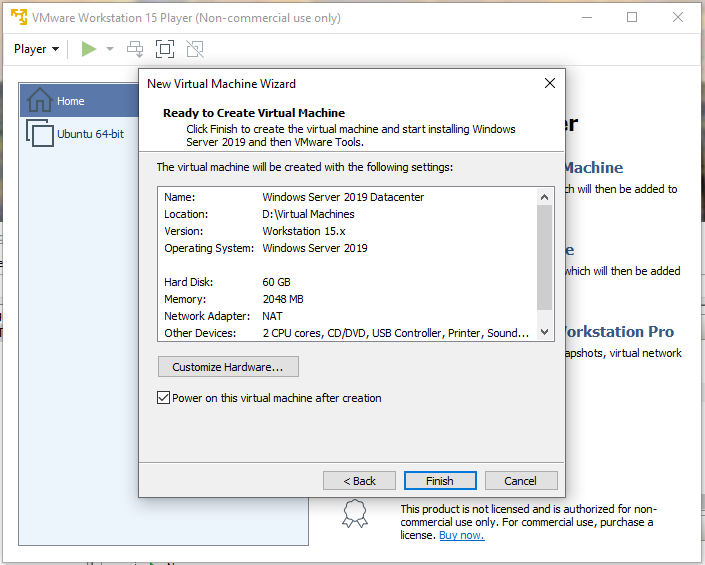 VMware Workstation 15 Player (Non-commercial use only)
Player
Home
Ubuntu 64-bit
New Virtual Machine Wizard
Ready to Create Virtual Machine
Click Finish to create the virtual machine and start installing Windows
Server 2019 and then VMware Tools.
The virtual machine will be created with the following settings:
Name: Windows Server 2019 Datacenter
Location: D:\Virtual Machines
Version: Workstation 15.x
Operating System: Windows Server 2019
Hard Disk: 60 GB
Memory: 2048 MB
Network Adapter: NAT
Other Devices: 2 CPU cores, CD/DVD, USB Controller, Printer, Sound...
Customize Hardware...
Power on this virtual machine after creation
< Back
Finish
Cancel
er
Machine
ch will then be added to
e
which will then be added
orkstation Pro
apshots, virtual network
This product is not licensed and is authorized for non-
commercial use only. For commercial use, purchase a
license. Buy now.